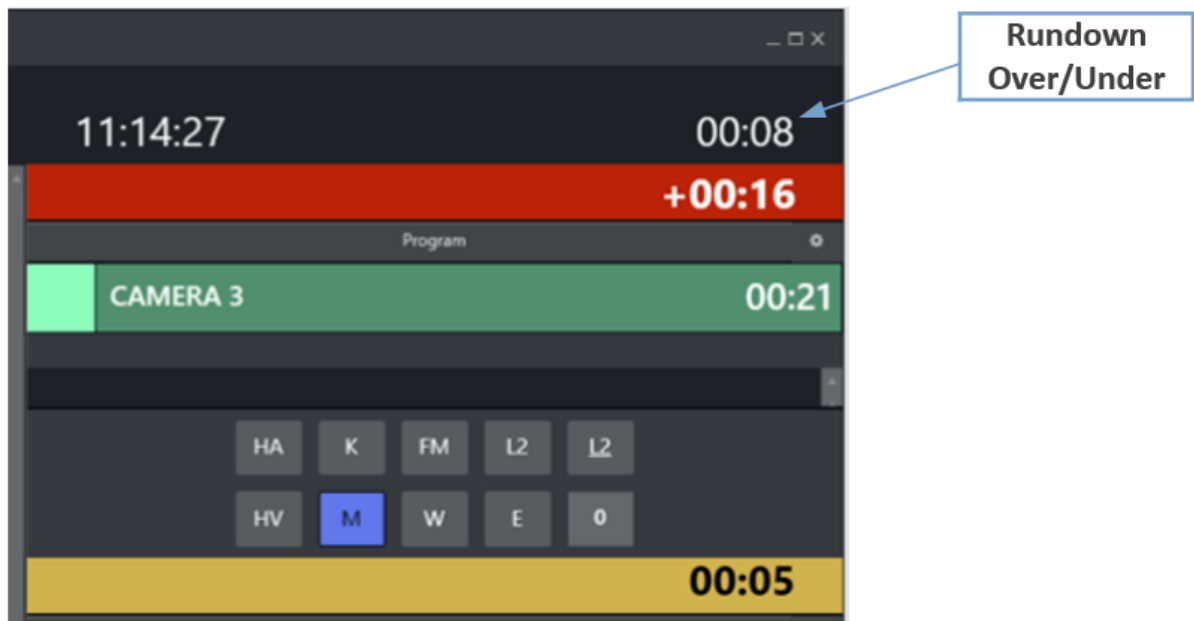 Rundown
Over/Under
11:14:27 00:08
+00:16
Program
CAMERA 3 00:21
HA K FM L2 L2
HV M W E 0
00:05